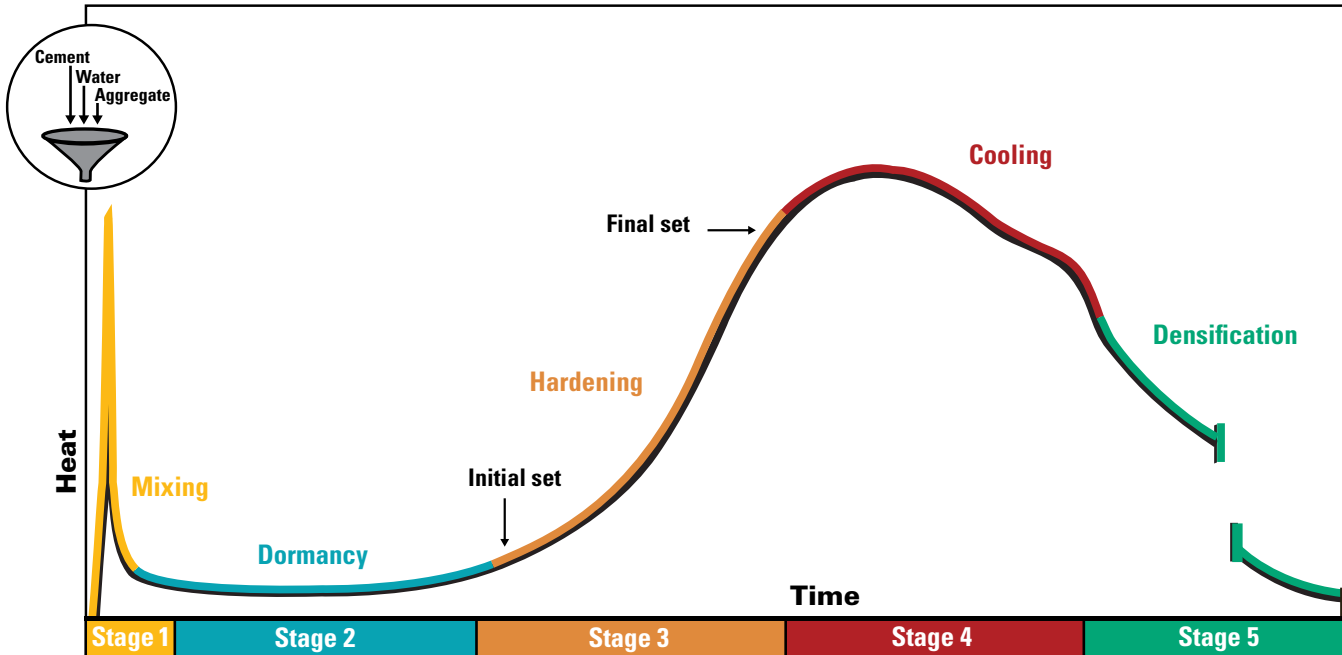 Cement
Water
Aggregate
Cooling
Final set
Densification
Hardening
Heat
Initial set
Mixing
Dormancy
Time
Stage 1
Stage 2
Stage 3
Stage 4
Stage 5